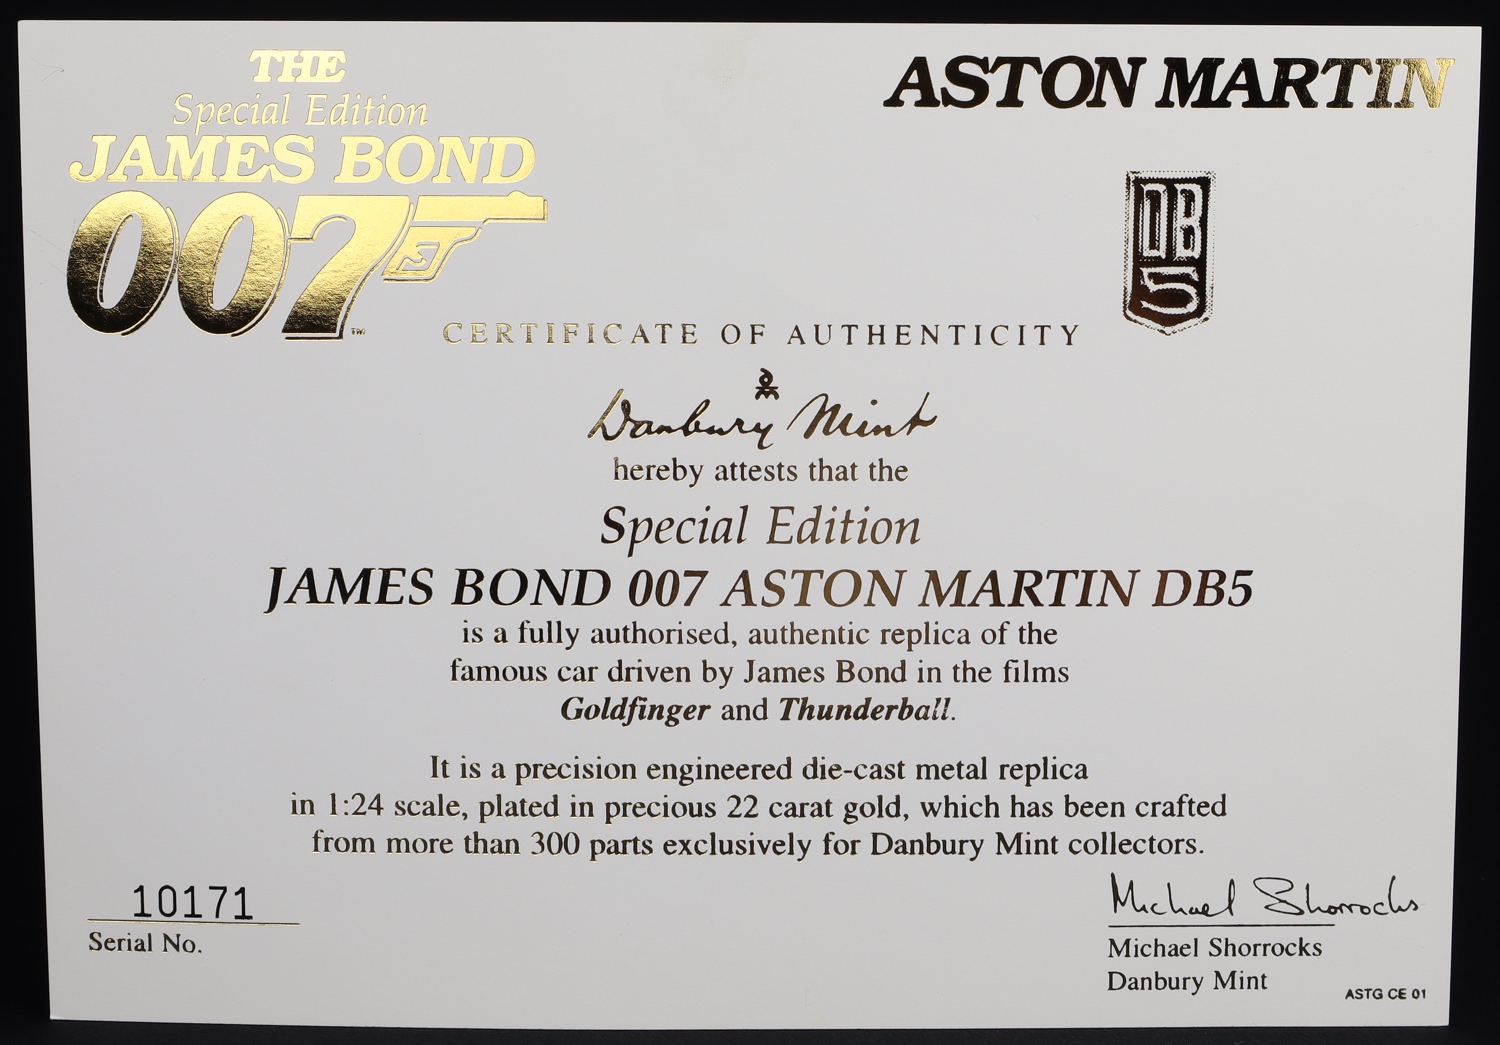 THE
Special Edition
JAMES BOND
007
TM
ASTON MARTIN
DB
5
CERTIFICATE OF AUTHENTICITY
Danbury Mint
hereby attests that the
Special Edition
JAMES BOND 007 ASTON MARTIN DB5
is a fully authorised, authentic replica of the
famous car driven by James Bond in the films
Goldfinger and Thunderball.
It is a precision engineered die-cast metal replica
in 1:24 scale, plated in precious 22 carat gold, which has been crafted
from more than 300 parts exclusively for Danbury Mint collectors.
10171
Serial No.
Michael Shorrocks
Michael Shorrocks
Danbury Mint
ASTG CE 01